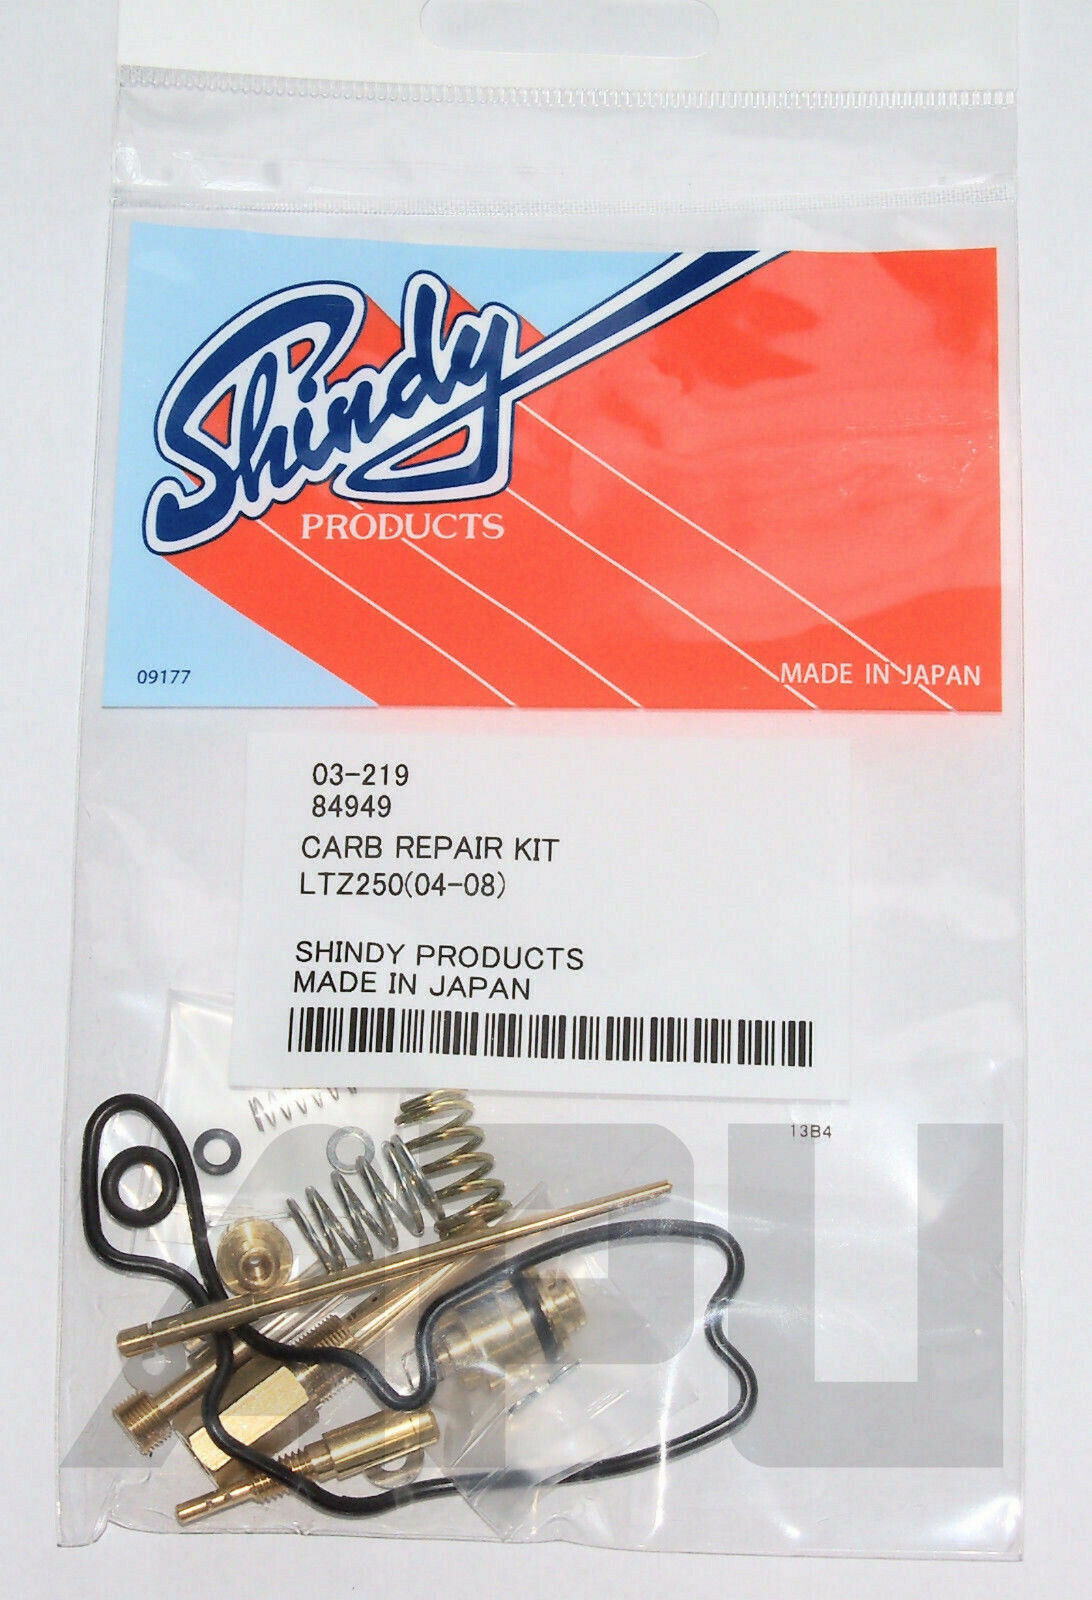 Shindy
PRODUCTS
09177
MADE IN JAPAN
03-219
84949
CARB REPAIR KIT
LTZ250(04-08)
SHINDY PRODUCTS
MADE IN JAPAN
13B4
APU